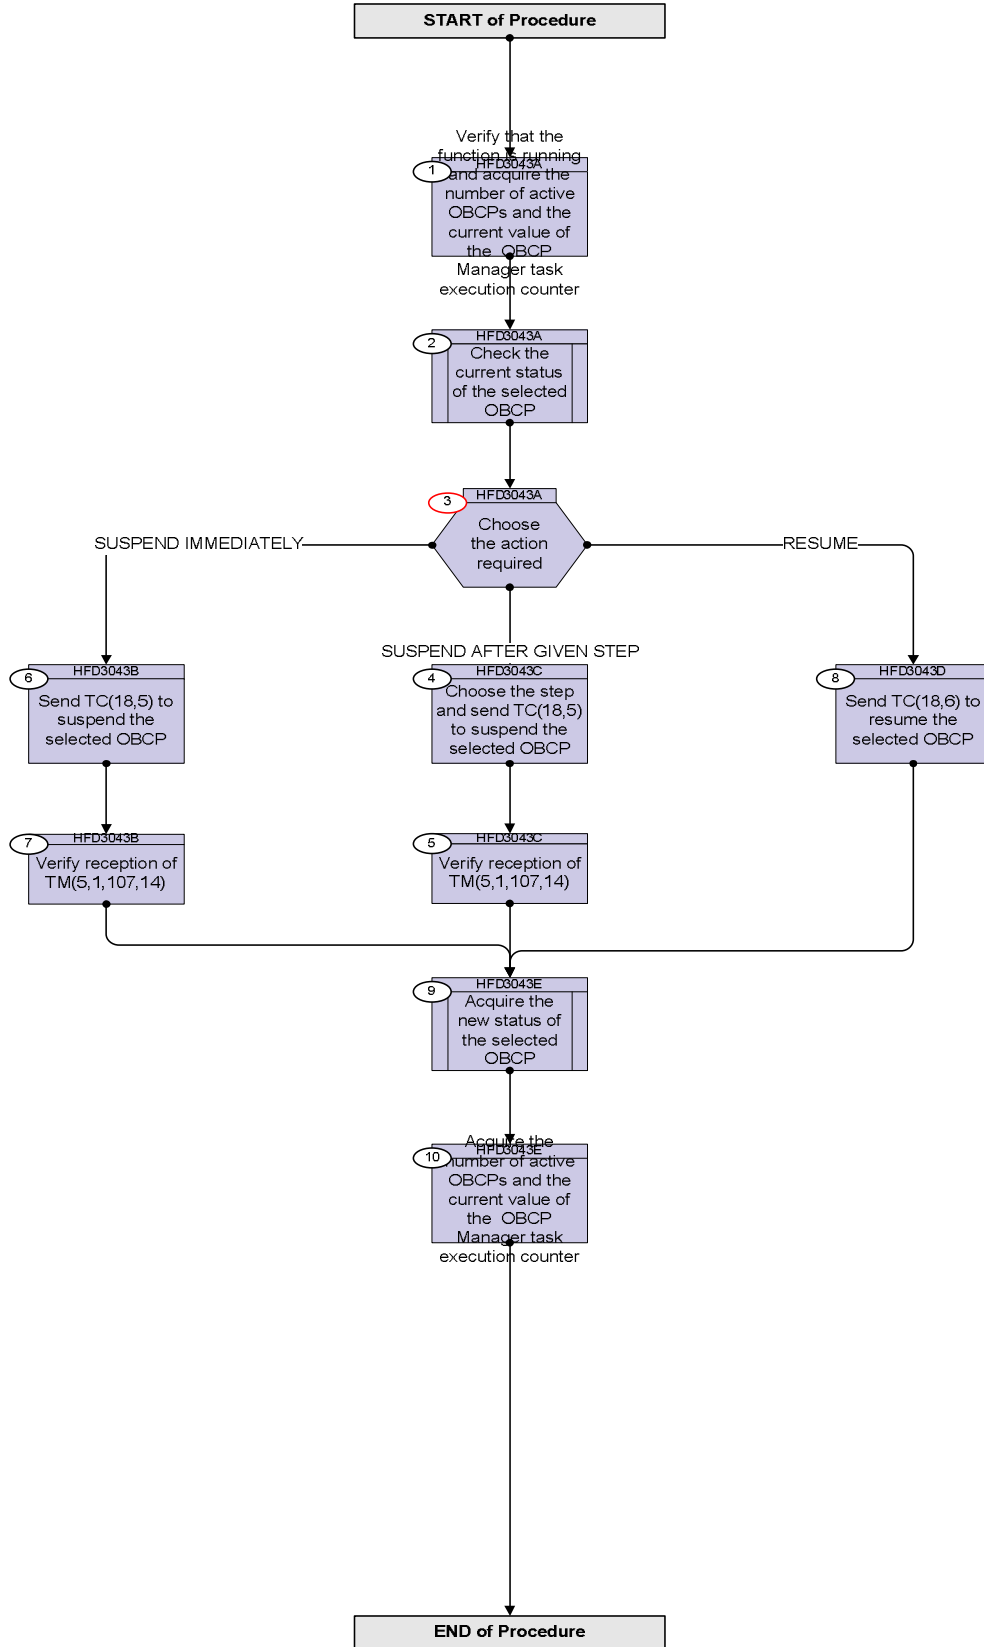 START of Procedure
1
HFD3043A
Verify that the
function is running
and acquire the
number of active
OBCPs and the
current value of
the OBCP
Manager task
execution counter
2
HFD3043A
Check the
current status
of the selected
OBCP
3
HFD3043A
Choose
the action
required
SUSPEND IMMEDIATELY
RESUME
SUSPEND AFTER GIVEN STEP
6
HFD3043B
Send TC(18,5) to
suspend the
selected OBCP
4
HFD3043C
Choose the step
and send TC(18,5)
to suspend the
selected OBCP
8
HFD3043D
Send TC(18,6) to
resume the
selected OBCP
7
HFD3043B
Verify reception of
TM(5,1,107,14)
5
HFD3043C
Verify reception of
TM(5,1,107,14)
9
HFD3043E
Acquire the
new status of
the selected
OBCP
10
HFD3043E
Acquire the
number of active
OBCPs and the
current value of
the OBCP
Manager task
execution counter
END of Procedure